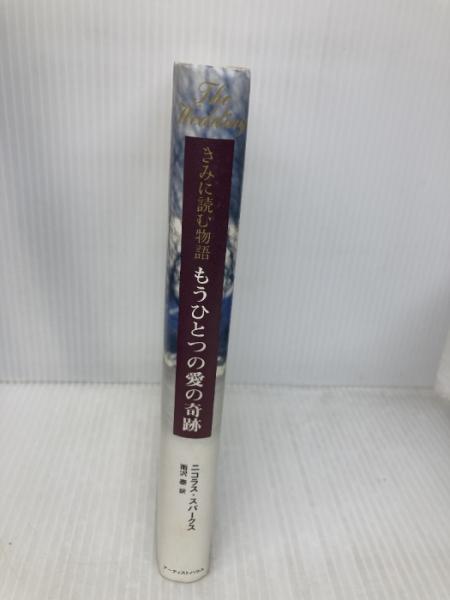 The
Wedding
きみに読む物語
もうひとつの愛の奇跡
ニコラス・スパークス
雨沢 泰 訳
アーティストハウス